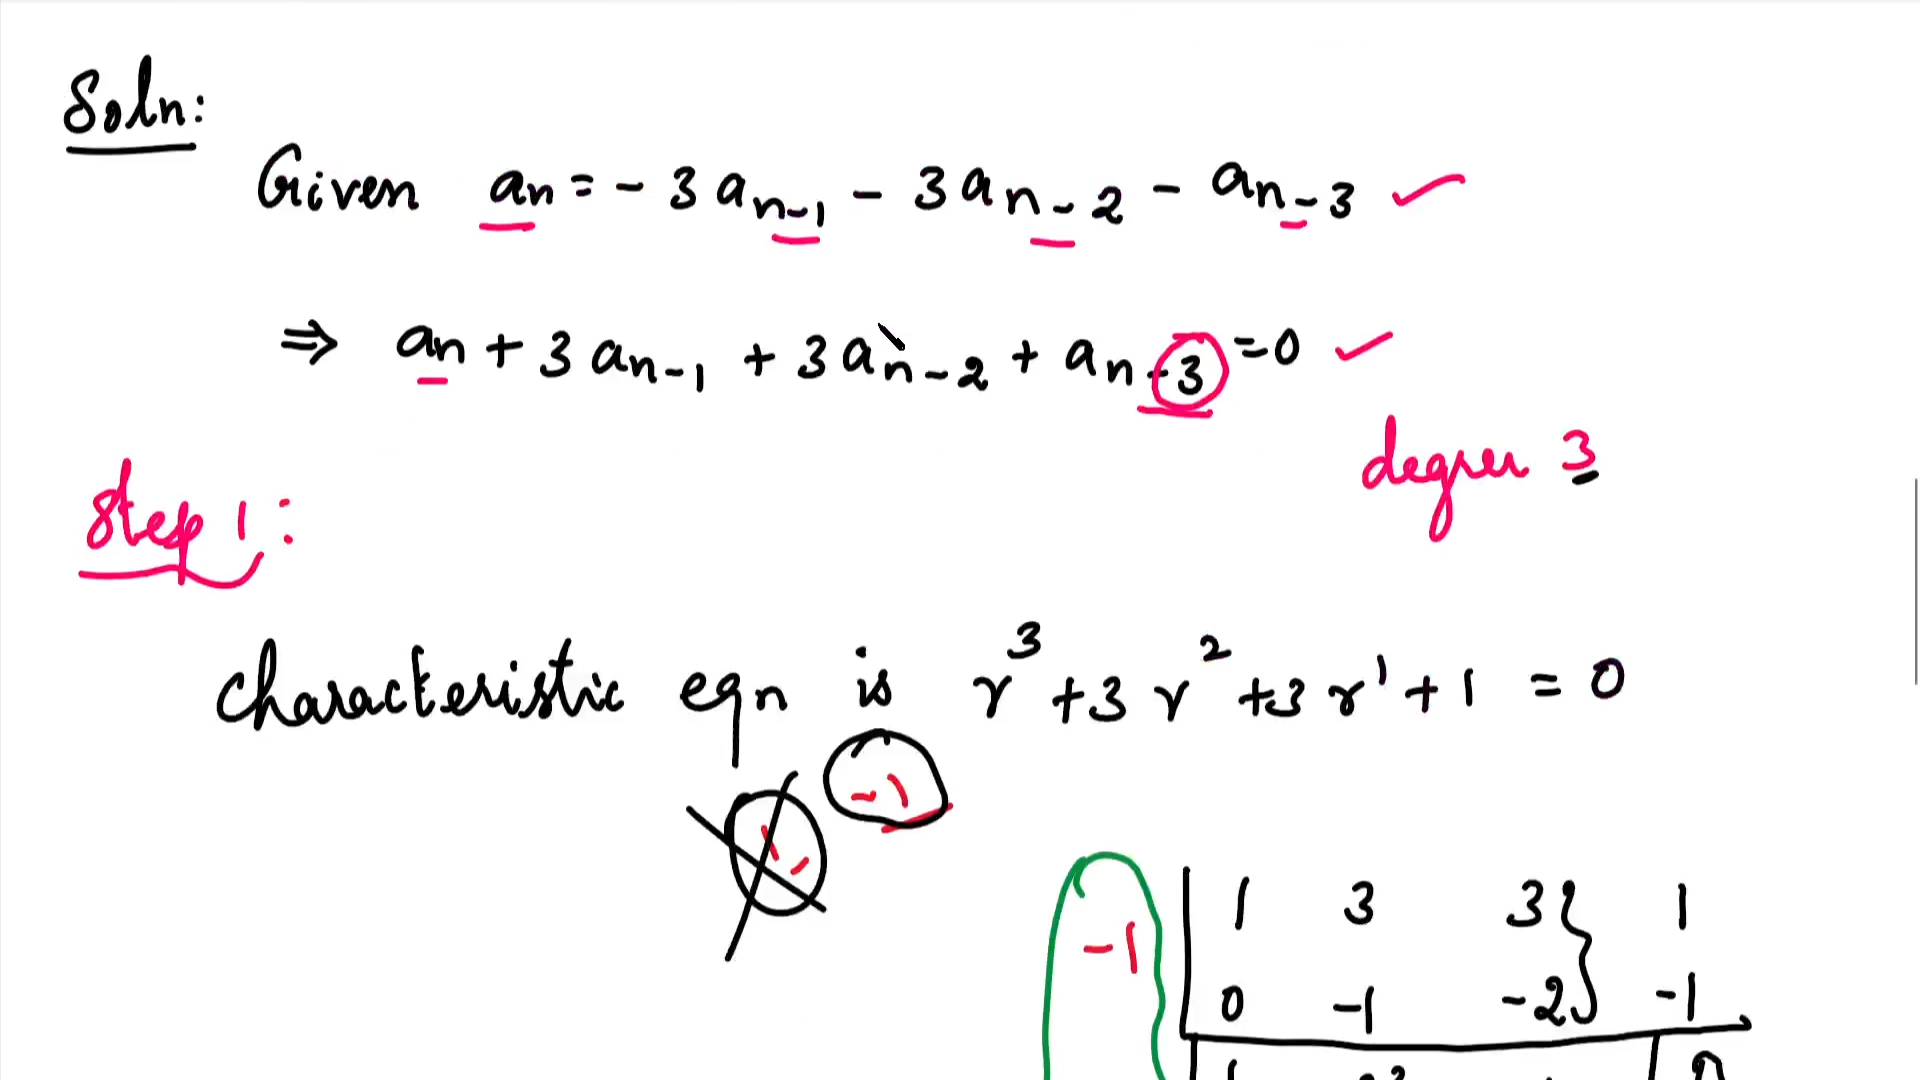 Soln:
Given an = - 3 an-1 - 3 an-2 - an-3 ✓
⇒ an + 3 an-1 + 3 an-2 + an-3 = 0 ✓
degree 3
Step 1:
characteristic eqn is r³ + 3 r² + 3 r¹ + 1 = 0
-1
-1 | 1 3 3 1
0 -1 -2 -1